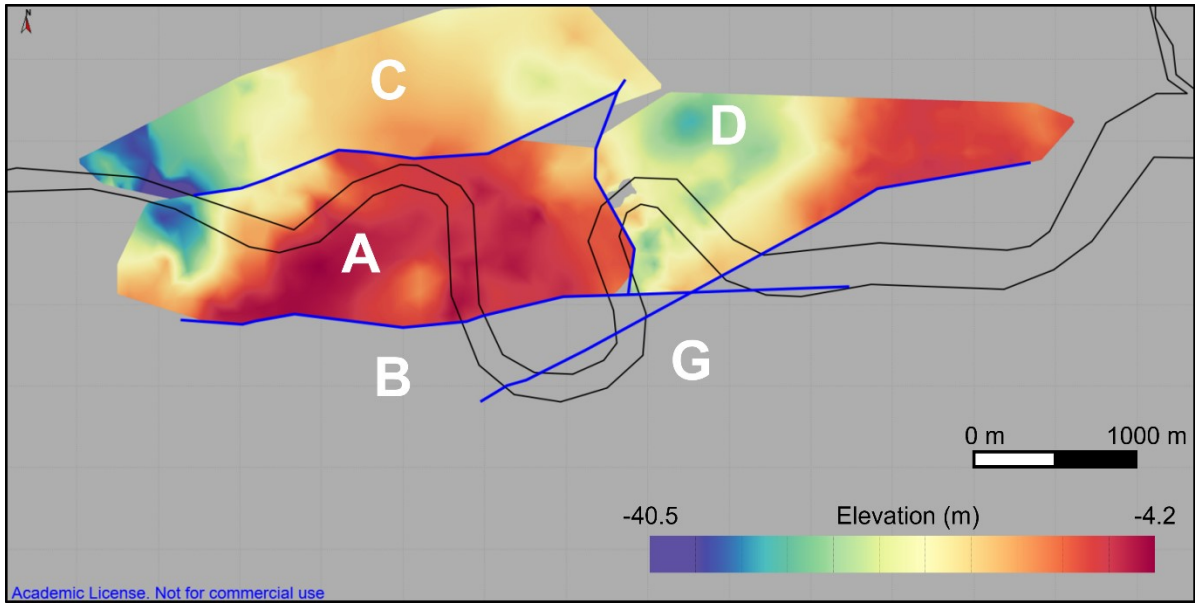 N
C
D
A
B
G
0 m 1000 m
-40.5 Elevation (m) -4.2
Academic License. Not for commercial use